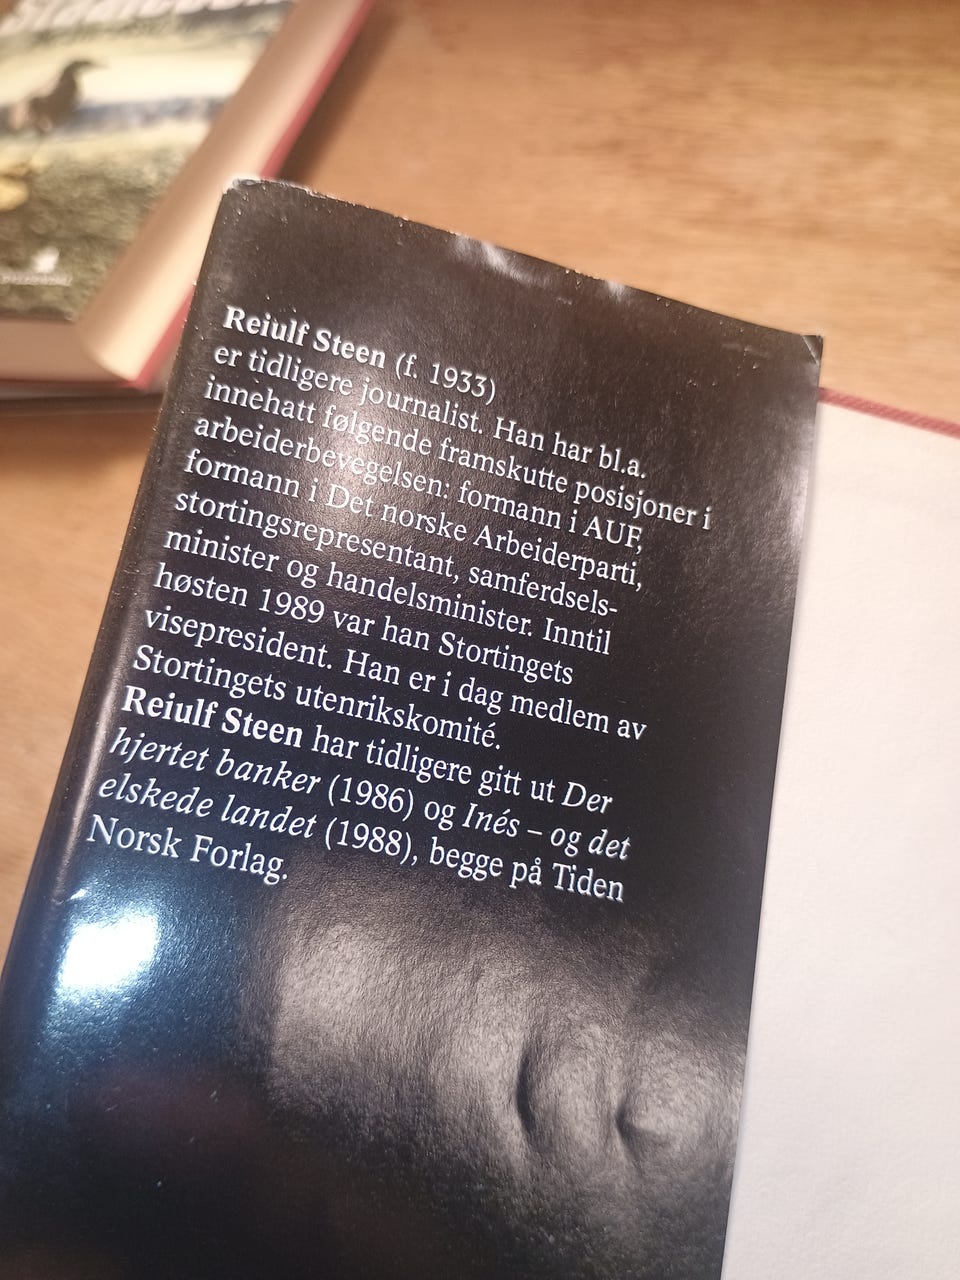 Reiulf Steen (f. 1933)
er tidligere journalist. Han har bl.a.
innehatt følgende framskutte posisjoner i
arbeiderbevegelsen: formann i AUF,
formann i Det norske Arbeiderparti,
stortingsrepresentant, samferdsels-
minister og handelsminister. Inntil
høsten 1989 var han Stortingets
visepresident. Han er i dag medlem av
Stortingets utenrikskomité.
Reiulf Steen har tidligere gitt ut Der
hjertet banker (1986) og Inés – og det
elskede landet (1988), begge på Tiden
Norsk Forlag.